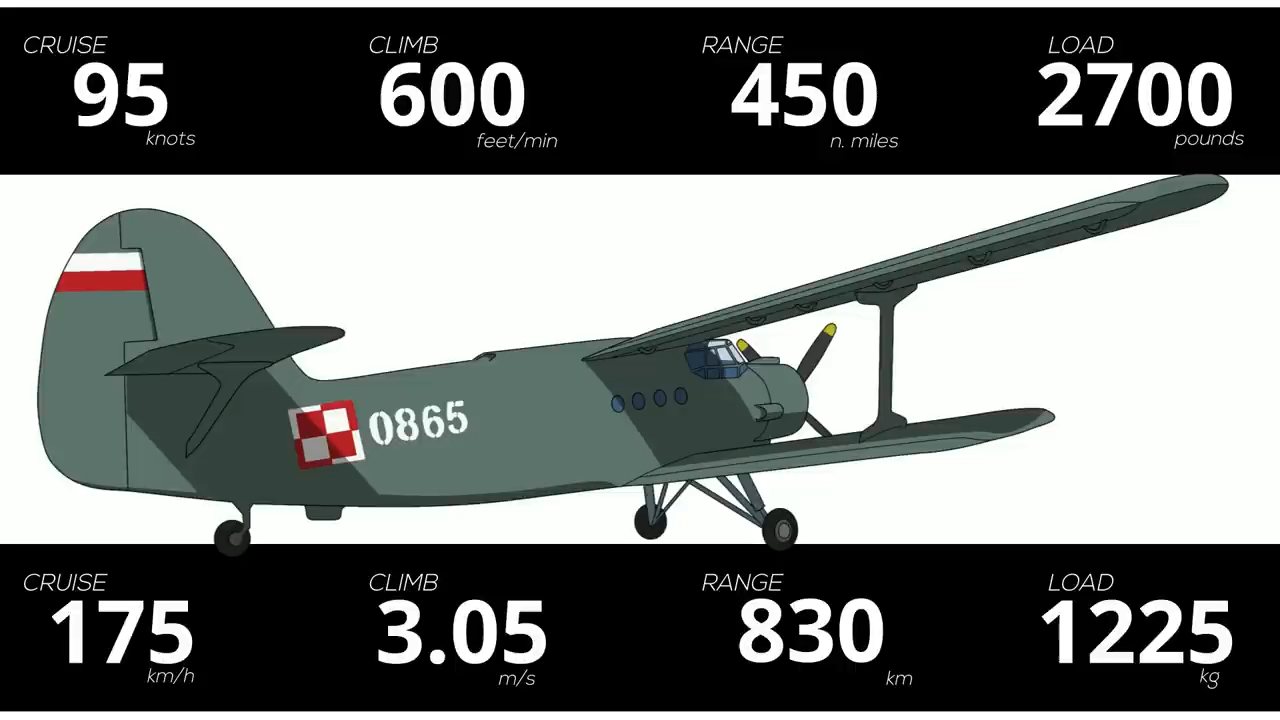 CRUISE CLIMB RANGE LOAD
95 600 450 2700
knots feet/min n. miles pounds
0865
CRUISE CLIMB RANGE LOAD
175 3.05 830 1225
km/h m/s km kg